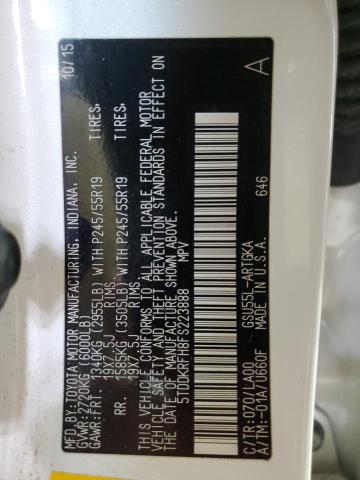 MFD.BY:TOYOTA MOTOR MANUFACTURING, INDIANA, INC. 10/15
GVWR:2720KG (6000LB)
GAWR:FRT. 1340KG (2955LB) WITH P245/55R19 TIRES,
19X7.5J RIMS,
RR. 1585KG (3505LB) WITH P245/55R19 TIRES,
19X7.5J RIMS,
THIS VEHICLE CONFORMS TO ALL APPLICABLE FEDERAL MOTOR
VEHICLE SAFETY AND THEFT PREVENTION STANDARDS IN EFFECT ON
THE DATE OF MANUFACTURE SHOWN ABOVE.
5TDDKRFH8FS223888 MPV
A
646
C/TR:070/LA00 GSU55L-ARTGKA
A/TM:-01A/U660F MADE IN U.S.A.